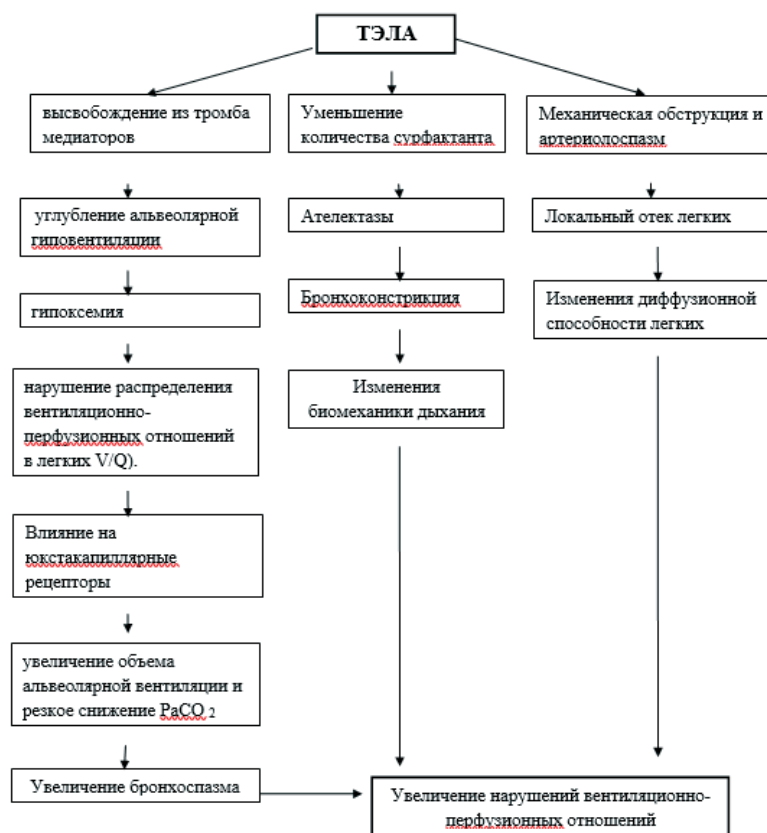 ТЭЛА
высвобождение из тромба
медиаторов
углубление альвеолярной
гиповентиляции
гипоксемия
нарушение распределения
вентиляционно-
перфузионных отношений
в легких V/Q).
Влияние на
юкстакапиллярные
рецепторы
увеличение объема
альвеолярной вентиляции и
резкое снижение PaCO 2
Увеличение бронхоспазма
Уменьшение
количества сурфактанта
Ателектазы
Бронхоконстрикция
Изменения
биомеханики дыхания
Механическая обструкция и
артериолоспазм
Локальный отек легких
Изменения диффузионной
способности легких
Увеличение нарушений вентиляционно-
перфузионных отношений